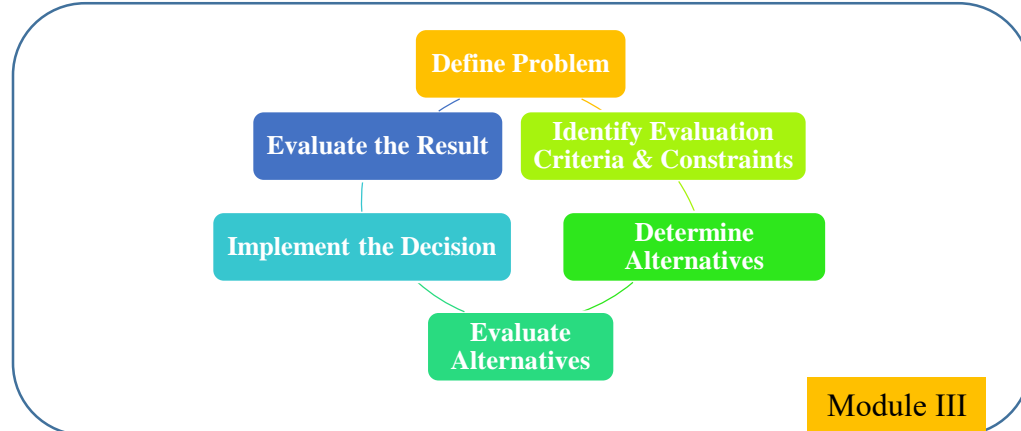 Define Problem
Identify Evaluation
Criteria & Constraints
Determine
Alternatives
Evaluate
Alternatives
Implement the Decision
Evaluate the Result
Module III